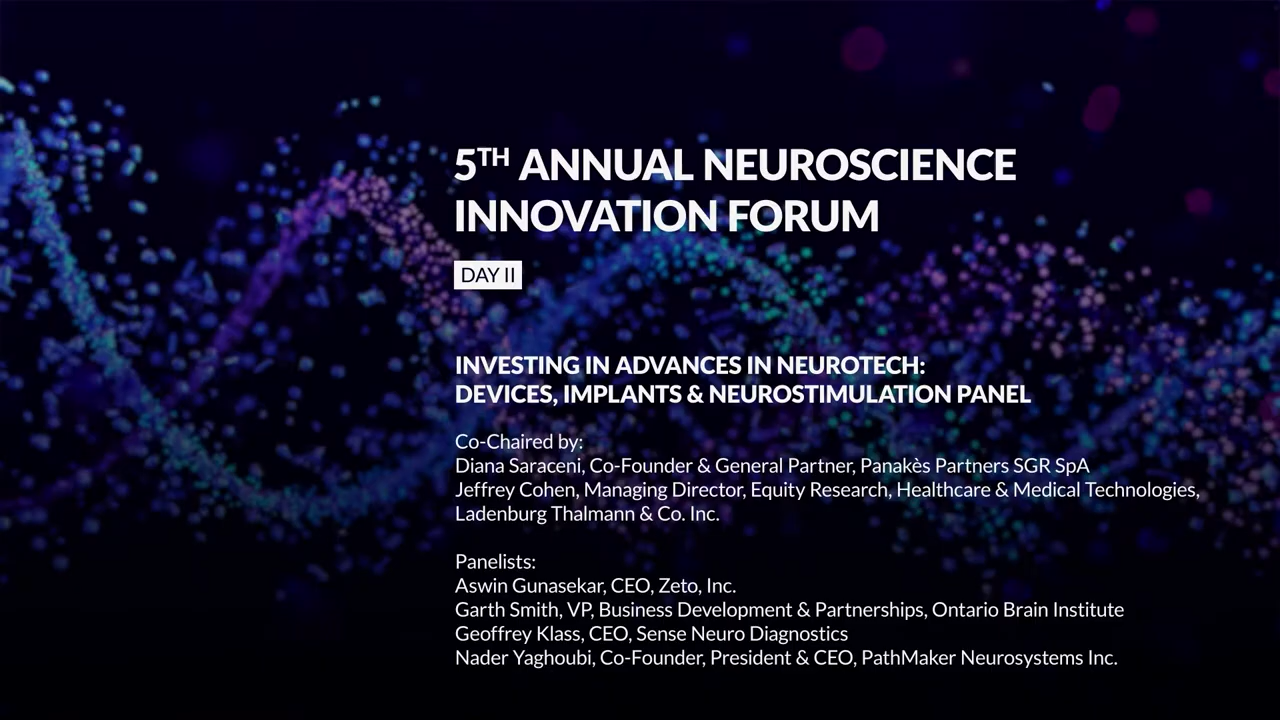 5TH ANNUAL NEUROSCIENCE
INNOVATION FORUM
DAY II
INVESTING IN ADVANCES IN NEUROTECH:
DEVICES, IMPLANTS & NEUROSTIMULATION PANEL
Co-Chaired by:
Diana Saraceni, Co-Founder & General Partner, Panakès Partners SGR SpA
Jeffrey Cohen, Managing Director, Equity Research, Healthcare & Medical Technologies,
Ladenburg Thalmann & Co. Inc.
Panelists:
Aswin Gunasekar, CEO, Zeto, Inc.
Garth Smith, VP, Business Development & Partnerships, Ontario Brain Institute
Geoffrey Klass, CEO, Sense Neuro Diagnostics
Nader Yaghoubi, Co-Founder, President & CEO, PathMaker Neurosystems Inc.